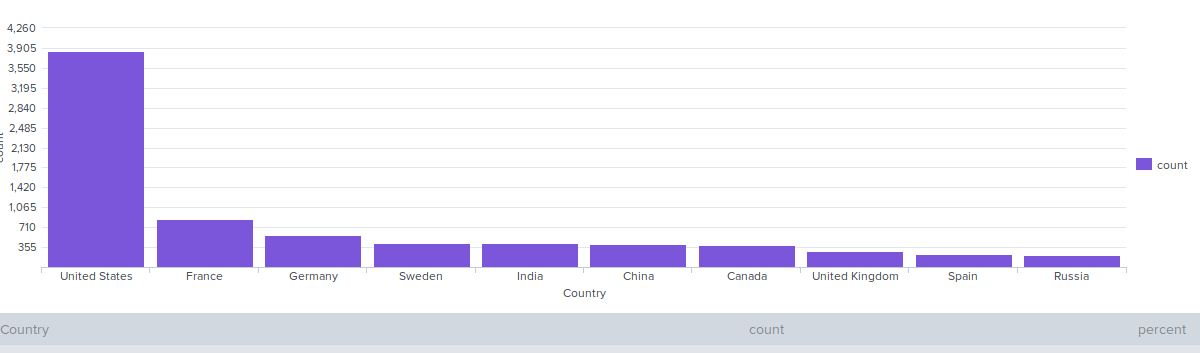 4,260
3,905
3,550
3,195
2,840
2,485
2,130
1,775
1,420
1,065
710
355
count
United States France Germany Sweden India China Canada United Kingdom Spain Russia
Country
count
Country count percent